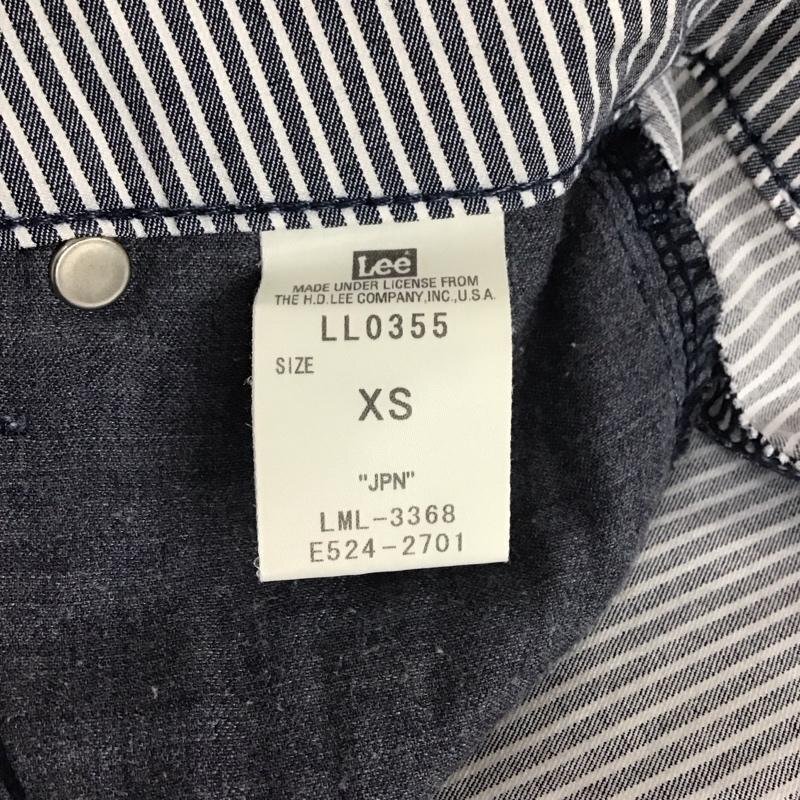 Lee
MADE UNDER LICENSE FROM
THE H.D.LEE COMPANY,INC.,U.S.A.
LL0355
SIZE
XS
"JPN"
LML-3368
E524-2701